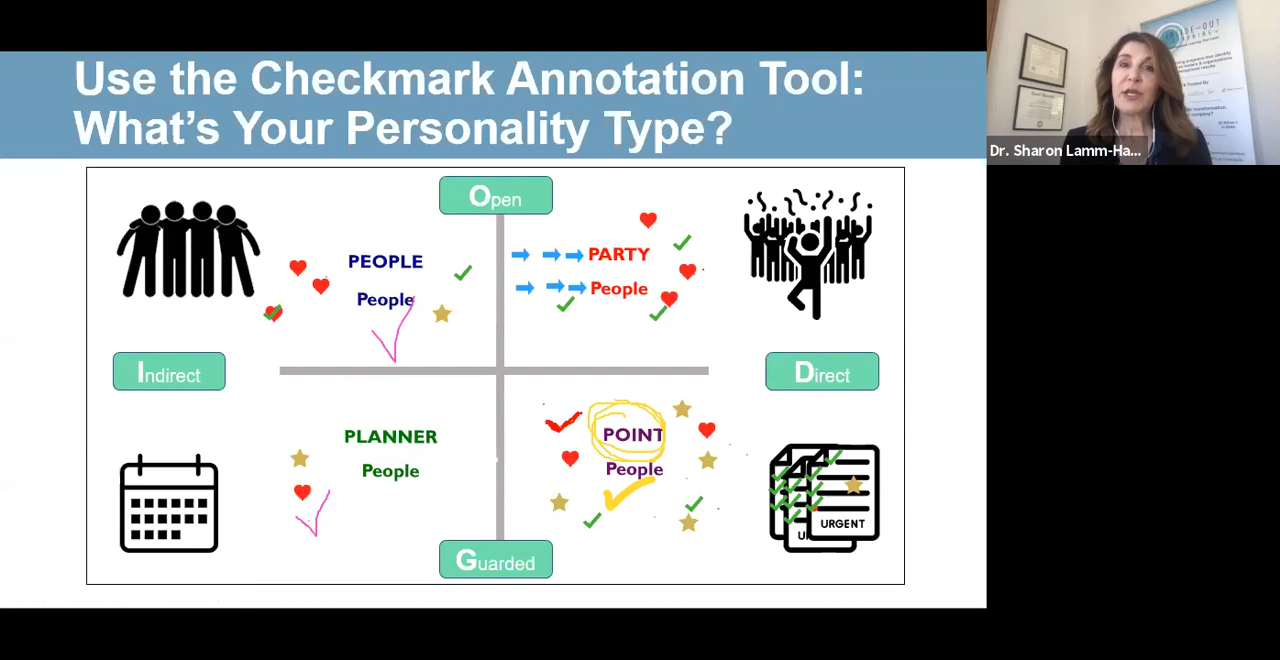 Use the Checkmark Annotation Tool:
What's Your Personality Type?
Open
PEOPLE
People
PARTY
People
Indirect
Direct
PLANNER
People
POINT
People
URGENT
Guarded
Dr. Sharon Lamm-Ha...